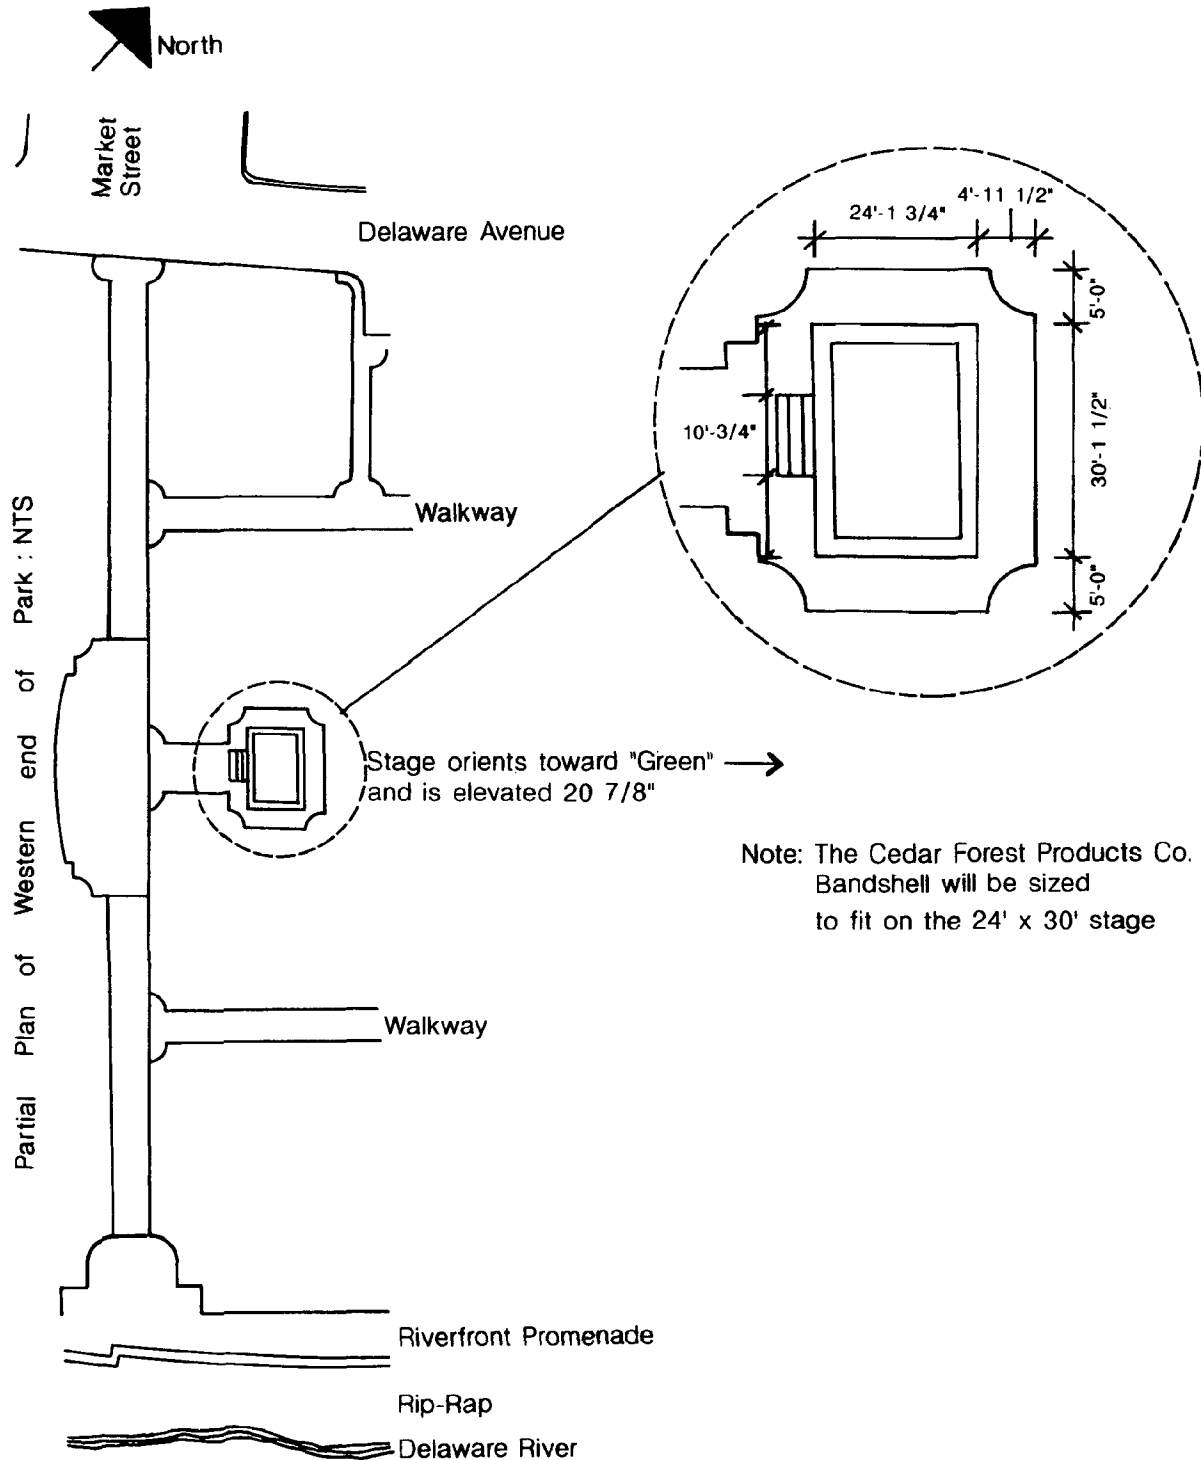 North
Market
Street
Delaware Avenue
24'-1 3/4"
4'-11 1/2"
5'-0"
10'-3/4"
30'-1 1/2"
5'-0"
Walkway
Partial Plan of Western end of Park : NTS
Stage orients toward "Green"
and is elevated 20 7/8"
Note: The Cedar Forest Products Co.
Bandshell will be sized
to fit on the 24' x 30' stage
Walkway
Riverfront Promenade
Rip-Rap
Delaware River